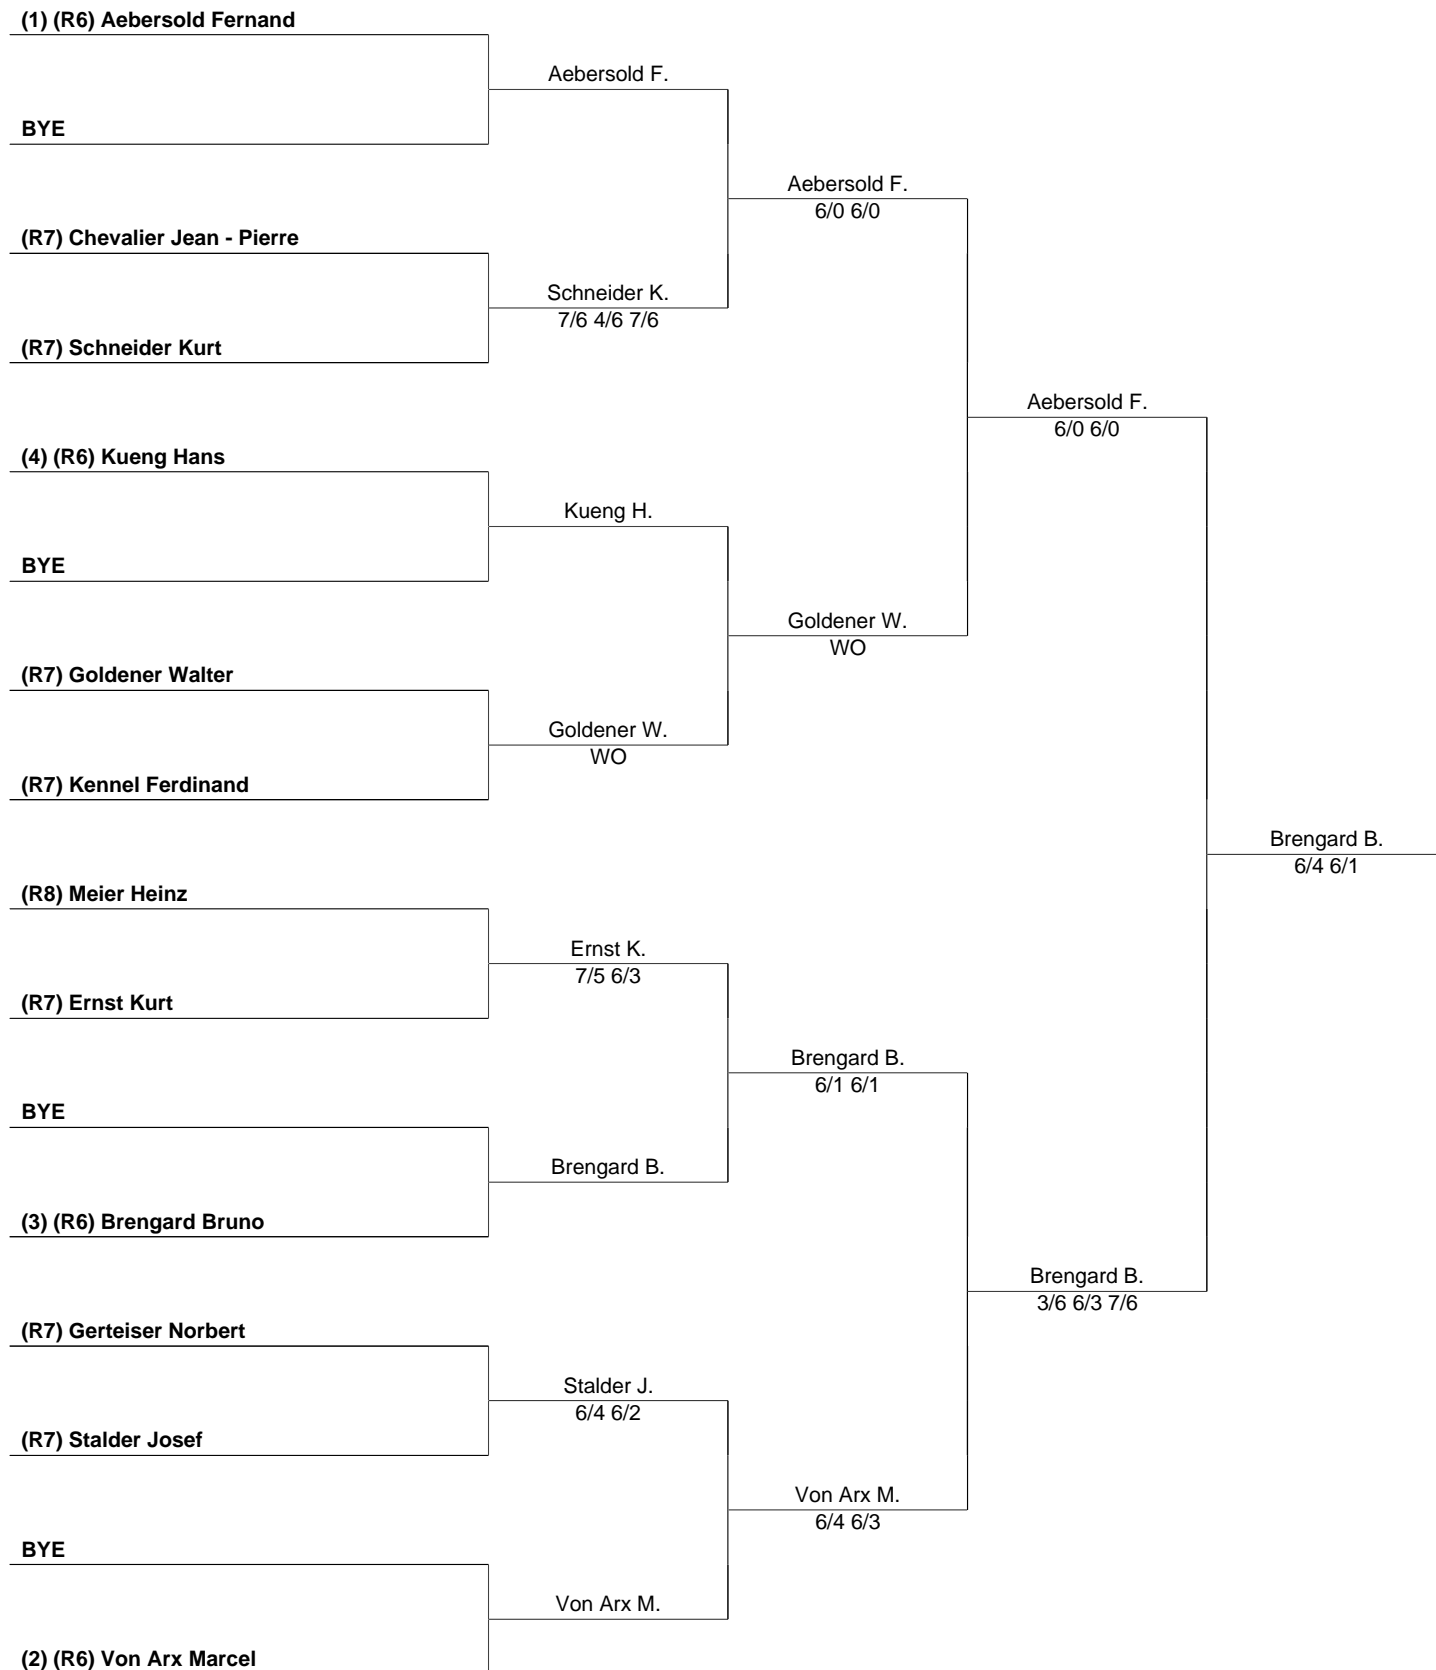 (1) (R6) Aebersold Fernand
Aebersold F.
BYE
Aebersold F.
6/0 6/0
(R7) Chevalier Jean - Pierre
Schneider K.
7/6 4/6 7/6
(R7) Schneider Kurt
Aebersold F.
6/0 6/0
(4) (R6) Kueng Hans
Kueng H.
BYE
Goldener W.
WO
(R7) Goldener Walter
Goldener W.
WO
(R7) Kennel Ferdinand
Brengard B.
6/4 6/1
(R8) Meier Heinz
Ernst K.
7/5 6/3
(R7) Ernst Kurt
Brengard B.
6/1 6/1
BYE
Brengard B.
(3) (R6) Brengard Bruno
Brengard B.
3/6 6/3 7/6
(R7) Gerteiser Norbert
Stalder J.
6/4 6/2
(R7) Stalder Josef
Von Arx M.
6/4 6/3
BYE
Von Arx M.
(2) (R6) Von Arx Marcel